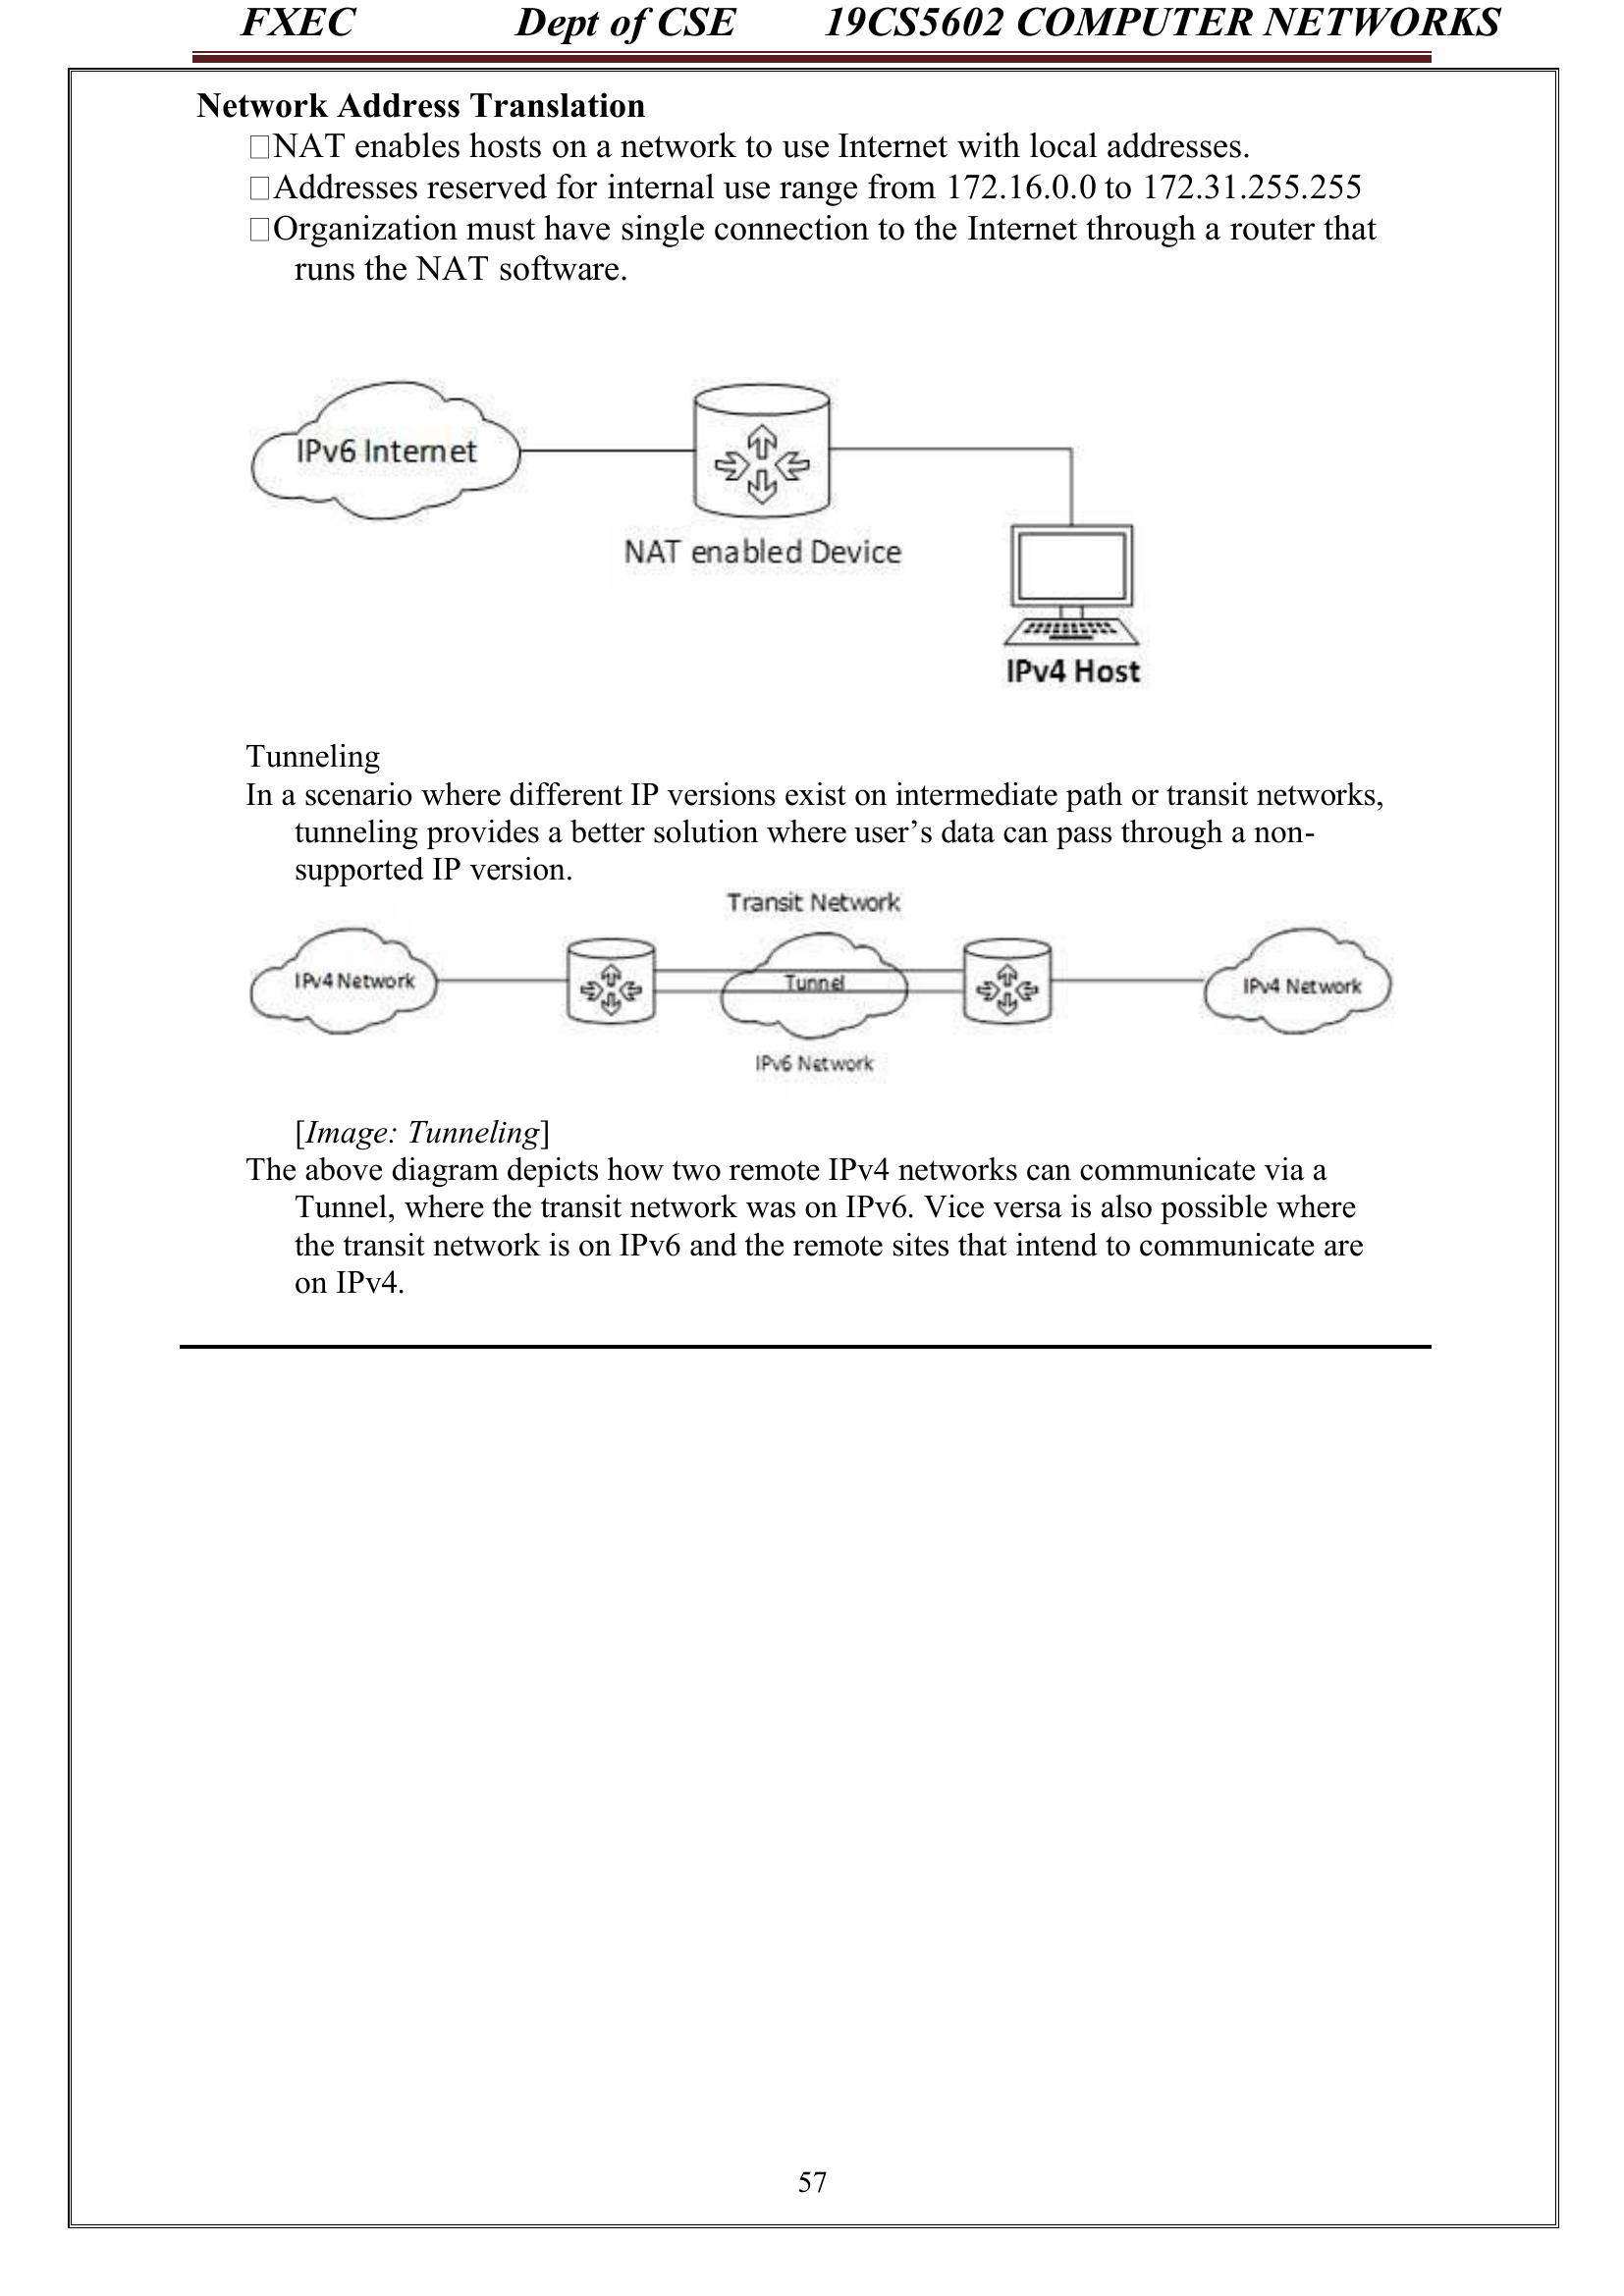 FXEC Dept of CSE 19CS5602 COMPUTER NETWORKS
Network Address Translation
□NAT enables hosts on a network to use Internet with local addresses.
□Addresses reserved for internal use range from 172.16.0.0 to 172.31.255.255
□Organization must have single connection to the Internet through a router that
runs the NAT software.
IPv6 Internet
NAT enabled Device
IPv4 Host
Tunneling
In a scenario where different IP versions exist on intermediate path or transit networks,
tunneling provides a better solution where user’s data can pass through a non-
supported IP version.
Transit Network
IPv4 Network
Tunnel
IPv4 Network
IPv6 Network
[Image: Tunneling]
The above diagram depicts how two remote IPv4 networks can communicate via a
Tunnel, where the transit network was on IPv6. Vice versa is also possible where
the transit network is on IPv6 and the remote sites that intend to communicate are
on IPv4.
57